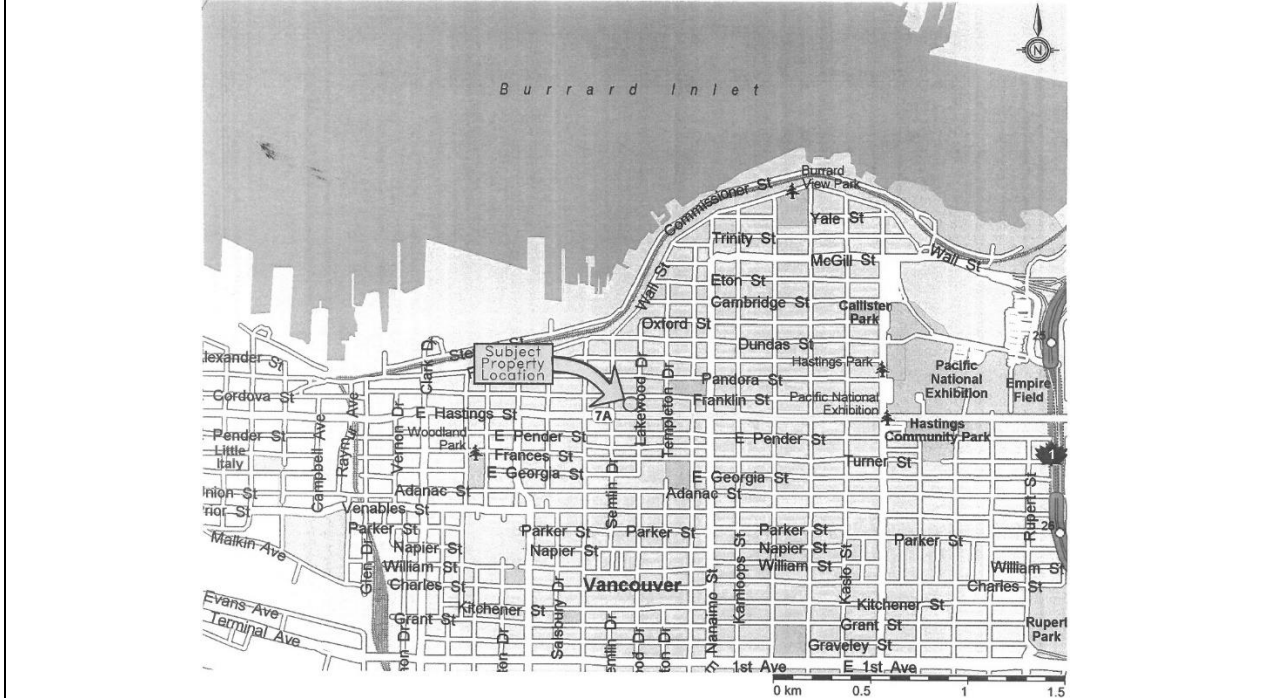 N
Burrard Inlet
Burrard
View Park
Commissioner St
Yale St
Trinity St
McGill St
Wall St
Wall St
Eton St
Cambridge St
Callister
Park
Oxford St
Dundas St
25
Subject
Property
Location
Alexander St
Clark Dr
Hastings Park
Pacific
National
Exhibition
Empire
Field
Lakewood Dr
Templeton Dr
Pandora St
Franklin St
Pacific National
Exhibition
Cordova St
7A
E Hastings St
Hastings
Community Park
Campbell Ave
Vernon Dr
Woodland
Park
Pender St
Little
Italy
E Pender St
E Pender St
1
Frances St
Turner St
E Georgia St
E Georgia St
Semlin Dr
Rupert St
Adanac St
Adanac St
Union St
Venables St
26
Parker St
Parker St
Parker St
Parker St
Parker St
Malkin Ave
Napier St
Napier St
Napier St
Glen Dr
William St
William St
William St
Charles St
Charles St
Vancouver
Kamloops St
Kaslo St
Nanaimo St
Salsbury Dr
Evans Ave
Terminal Ave
Kitchener St
Kitchener St
Grant St
Grant St
Rupert
Park
Graveley St
1st Ave
E 1st Ave
0 km
0.5
1
1.5